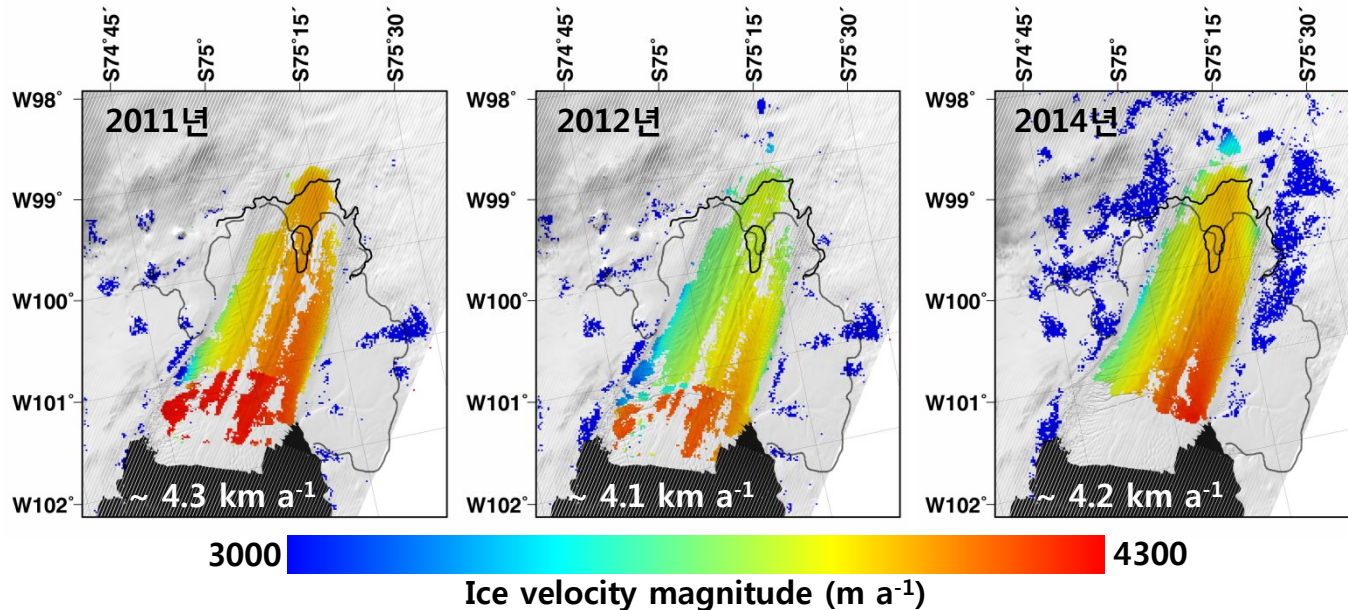 S74°45´
S75°
S75°15´
S75°30´
S74°45´
S75°
S75°15´
S75°30´
S74°45´
S75°
S75°15´
S75°30´
W98°
2011년
W98°
2012년
W98°
2014년
W99°
W99°
W99°
W100°
W100°
W100°
W101°
W101°
W101°
W102°
~ 4.3 km a⁻¹
W102°
~ 4.1 km a⁻¹
W102°
~ 4.2 km a⁻¹
3000
4300
Ice velocity magnitude (m a⁻¹)